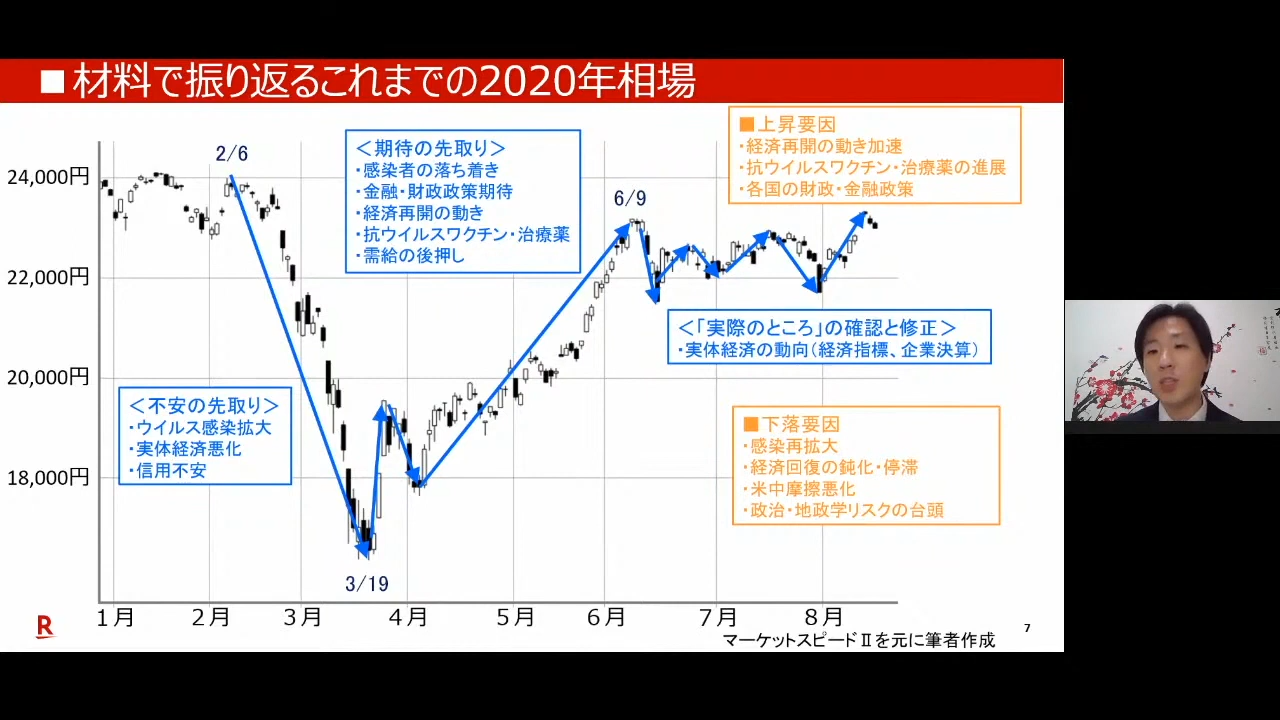 ■材料で振り返るこれまでの2020年相場
24,000円
22,000円
20,000円
18,000円
2/6
<期待の先取り>
・感染者の落ち着き
・金融・財政政策期待
・経済再開の動き
・抗ウイルスワクチン・治療薬
・需給の後押し
6/9
■上昇要因
・経済再開の動き加速
・抗ウイルスワクチン・治療薬の進展
・各国の財政・金融政策
<「実際のところ」の確認と修正>
・実体経済の動向(経済指標、企業決算)
<不安の先取り>
・ウイルス感染拡大
・実体経済悪化
・信用不安
■下落要因
・感染再拡大
・経済回復の鈍化・停滞
・米中摩擦悪化
・政治・地政学リスクの台頭
3/19
1月 2月 3月 4月 5月 6月 7月 8月
R
7
マーケットスピードⅡを元に筆者作成